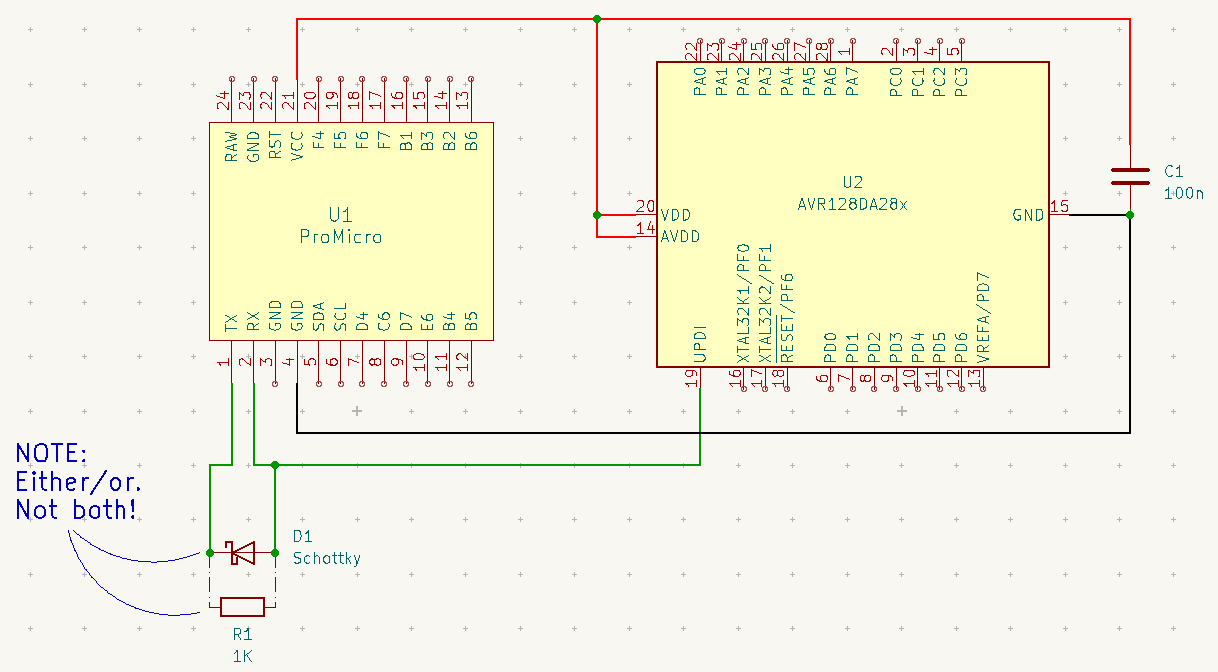 22 23 24 25 26 27 28 1 2 3 4 5
PA0 PA1 PA2 PA3 PA4 PA5 PA6 PA7 PC0 PC1 PC2 PC3
24 23 22 21 20 19 18 17 16 15 14 13
RAW GND RST VCC F4 F5 F6 F7 B1 B3 B2 B6
U1
ProMicro
TX RX GND GND SDA SCL D4 C6 D7 E6 B4 B5
1 2 3 4 5 6 7 8 9 10 11 12
U2
AVR128DA28x
20 VDD
14 AVDD
GND 15
C1
100n
UPDI XTAL32K1/PF0 XTAL32K2/PF1 RESET/PF6 PD0 PD1 PD2 PD3 PD4 PD5 PD6 VREFA/PD7
19 16 17 18 6 7 8 9 10 11 12 13
NOTE:
Either/or.
Not both!
D1
Schottky
R1
1K